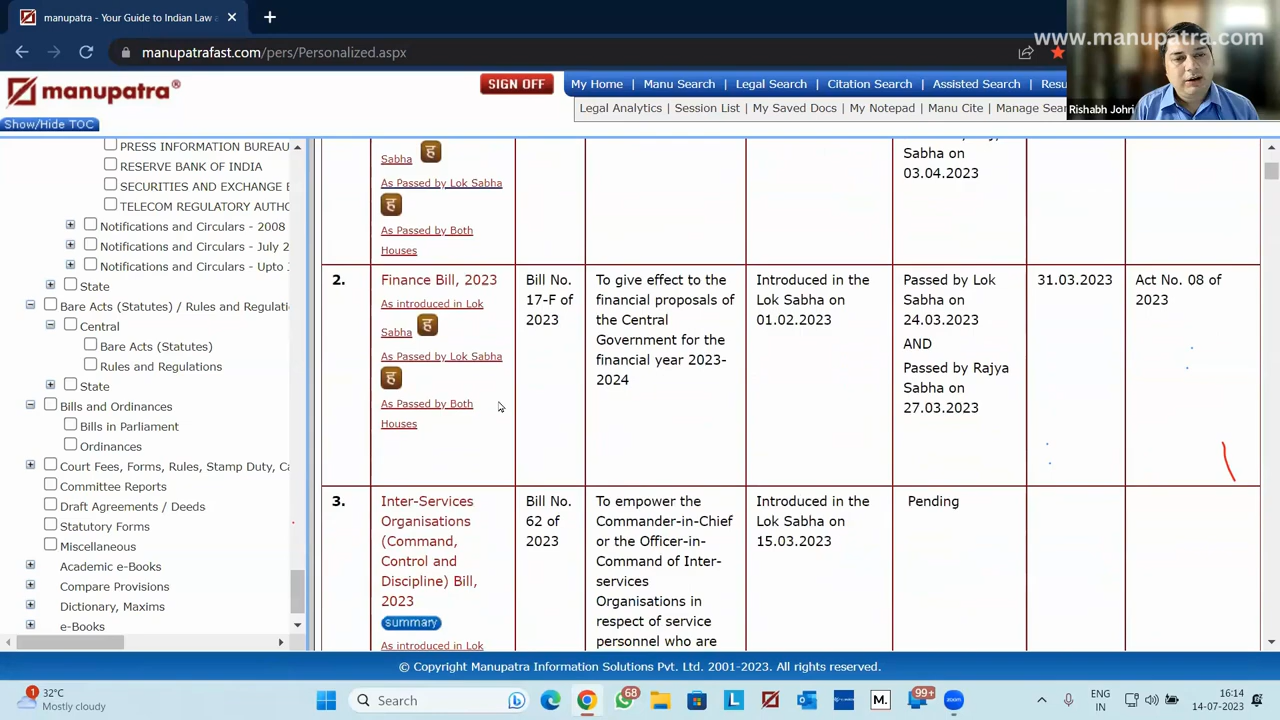 manupatra - Your Guide to Indian Law
manupatrafast.com/pers/Personalized.aspx
www.manupatra.com
Rishabh Johri
manupatra®
SIGN OFF
My Home | Manu Search | Legal Search | Citation Search | Assisted Search |
Legal Analytics | Session List | My Saved Docs | My Notepad | Manu Cite |
Show/Hide TOC
PRESS INFORMATION BUREAU
RESERVE BANK OF INDIA
SECURITIES AND EXCHANGE
TELECOM REGULATORY
Notifications and Circulars - 2008
Notifications and Circulars - July 2
Notifications and Circulars - Upto
State
Bare Acts (Statutes) / Rules and
Central
Bare Acts (Statutes)
Rules and Regulations
State
Bills and Ordinances
Bills in Parliament
Ordinances
Court Fees, Forms, Rules, Stamp Duty,
Committee Reports
Draft Agreements / Deeds
Statutory Forms
Miscellaneous
Academic e-Books
Compare Provisions
Dictionary, Maxims
e-Books
Sabha ह
As Passed by Lok Sabha
ह
As Passed by Both
Houses
Sabha on
03.04.2023
2.
Finance Bill, 2023
As introduced in Lok
Sabha ह
As Passed by Lok Sabha
ह
As Passed by Both
Houses
Bill No.
17-F of
2023
To give effect to the
financial proposals of
the Central
Government for the
financial year 2023-
2024
Introduced in the
Lok Sabha on
01.02.2023
Passed by Lok
Sabha on
24.03.2023
AND
Passed by Rajya
Sabha on
27.03.2023
31.03.2023
Act No. 08 of
2023
3.
Inter-Services
Organisations
(Command,
Control and
Discipline) Bill,
2023
summary
As introduced in Lok
Bill No.
62 of
2023
To empower the
Commander-in-Chief
or the Officer-in-
Command of Inter-
services
Organisations in
respect of service
personnel who are
Introduced in the
Lok Sabha on
15.03.2023
Pending
© Copyright Manupatra Information Solutions Pvt. Ltd. 2001-2023. All rights reserved.
1
32°C
Mostly cloudy
Search
68
L
M.
99+
ENG
IN
16:14
14-07-2023